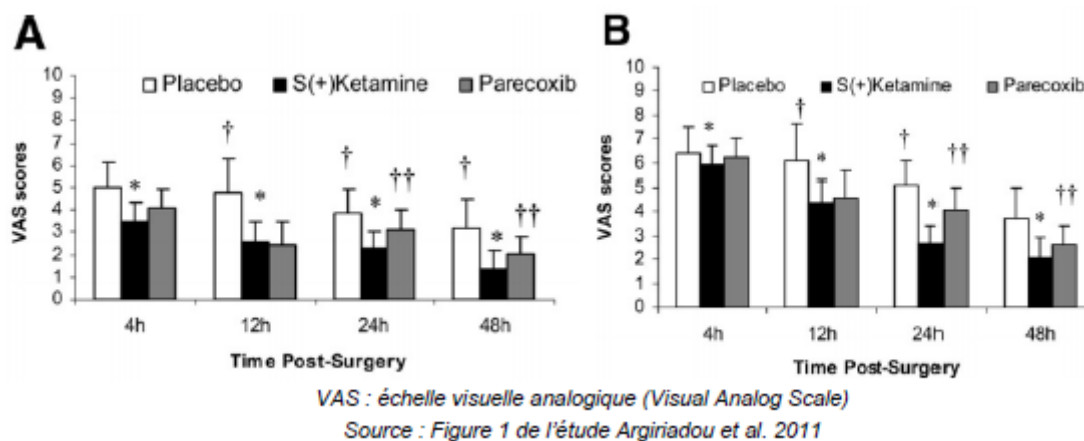 A
Placebo S(+)Ketamine Parecoxib
VAS scores
10
9
8
7
6
5
4
3
2
1
0
* † * † * †† † * ††
4h 12h 24h 48h
Time Post-Surgery
B
Placebo S(+)Ketamine Parecoxib
VAS scores
10
9
8
7
6
5
4
3
2
1
0
* † * † * †† * ††
4h 12h 24h 48h
Time Post-Surgery
VAS : échelle visuelle analogique (Visual Analog Scale)
Source : Figure 1 de l'étude Argiriadou et al. 2011